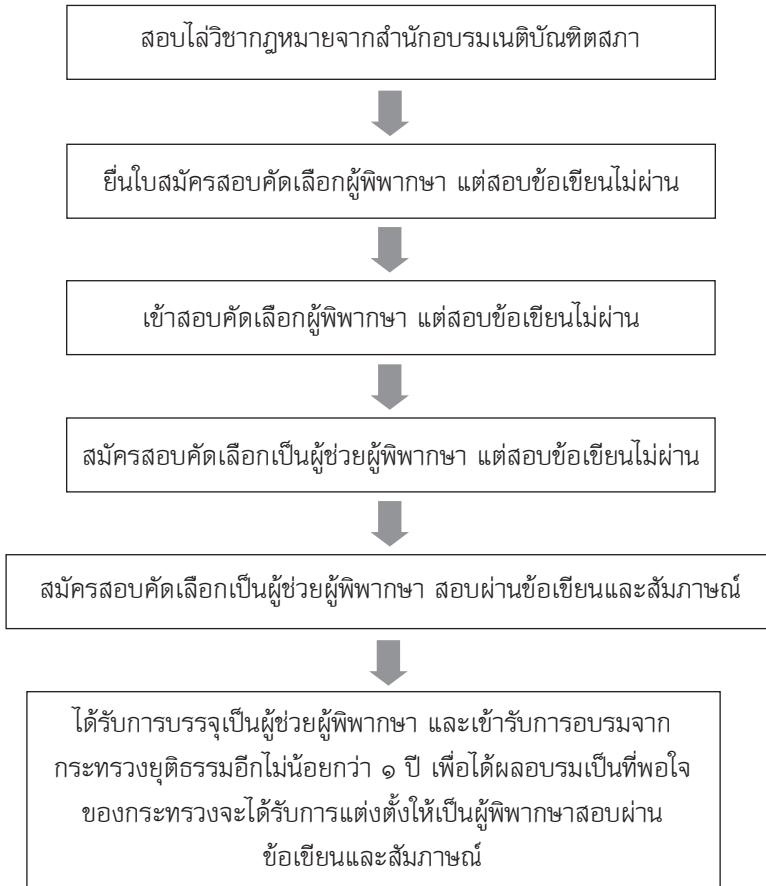 สอบไล่วิชากฎหมายจากสำนักอบรมเนติบัณฑิตสภา
ยื่นใบสมัครสอบคัดเลือกผู้พิพากษา แต่สอบข้อเขียนไม่ผ่าน
เข้าสอบคัดเลือกผู้พิพากษา แต่สอบข้อเขียนไม่ผ่าน
สมัครสอบคัดเลือกเป็นผู้ช่วยผู้พิพากษา แต่สอบข้อเขียนไม่ผ่าน
สมัครสอบคัดเลือกเป็นผู้ช่วยผู้พิพากษา สอบผ่านข้อเขียนและสัมภาษณ์
ได้รับการบรรจุเป็นผู้ช่วยผู้พิพากษา และเข้ารับการอบรมจาก
กระทรวงยุติธรรมอีกไม่น้อยกว่า ๑ ปี เพื่อได้ผลอบรมเป็นที่พอใจ
ของกระทรวงจะได้รับการแต่งตั้งให้เป็นผู้พิพากษาสอบผ่าน
ข้อเขียนและสัมภาษณ์